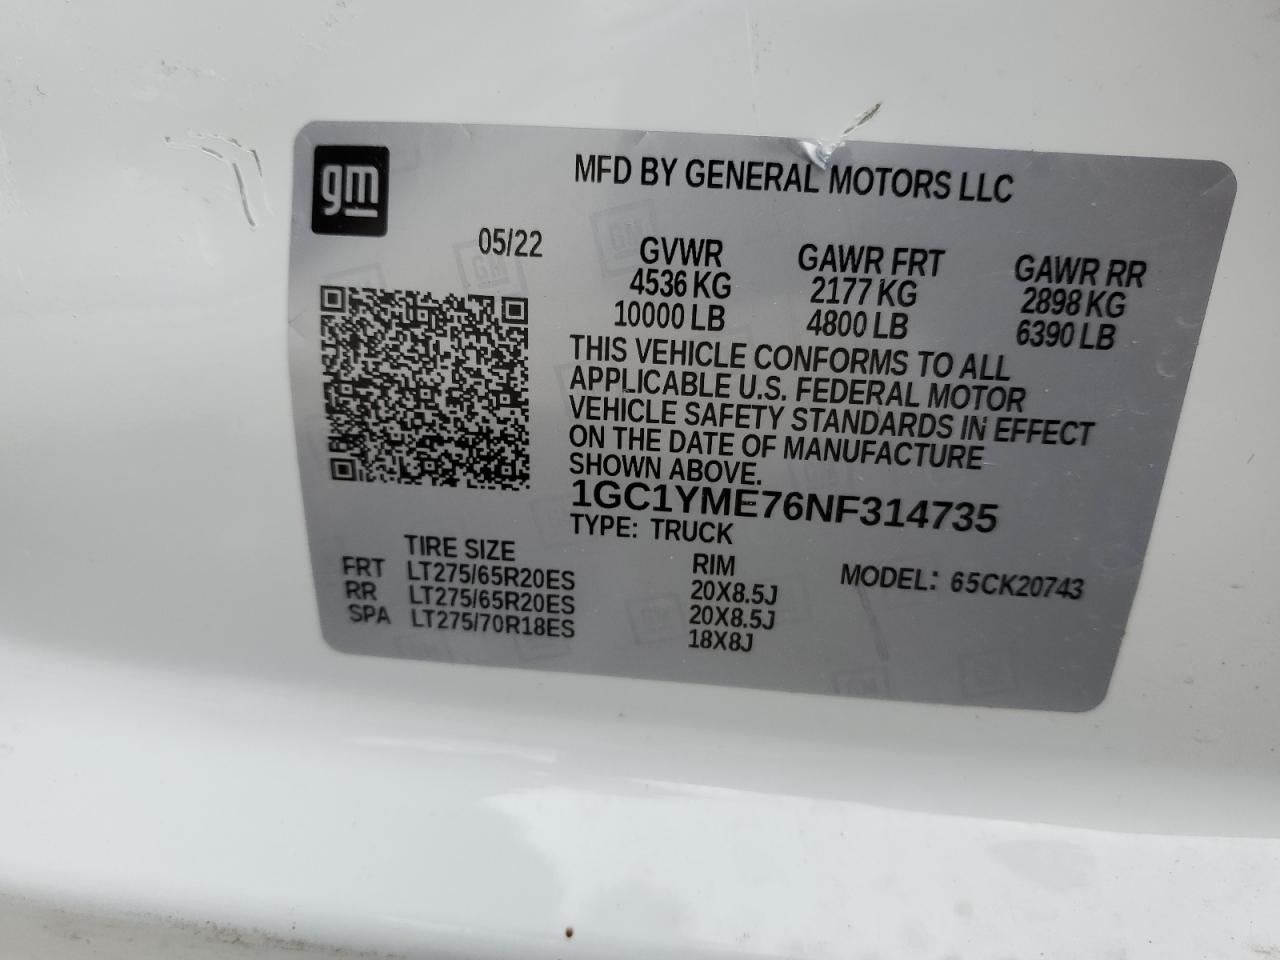 gm
MFD BY GENERAL MOTORS LLC
05/22
GVWR GAWR FRT GAWR RR
4536 KG 2177 KG 2898 KG
10000 LB 4800 LB 6390 LB
THIS VEHICLE CONFORMS TO ALL
APPLICABLE U.S. FEDERAL MOTOR
VEHICLE SAFETY STANDARDS IN EFFECT
ON THE DATE OF MANUFACTURE
SHOWN ABOVE.
1GC1YME76NF314735
TYPE: TRUCK
TIRE SIZE RIM MODEL: 65CK20743
FRT LT275/65R20ES 20X8.5J
RR LT275/65R20ES 20X8.5J
SPA LT275/70R18ES 18X8J